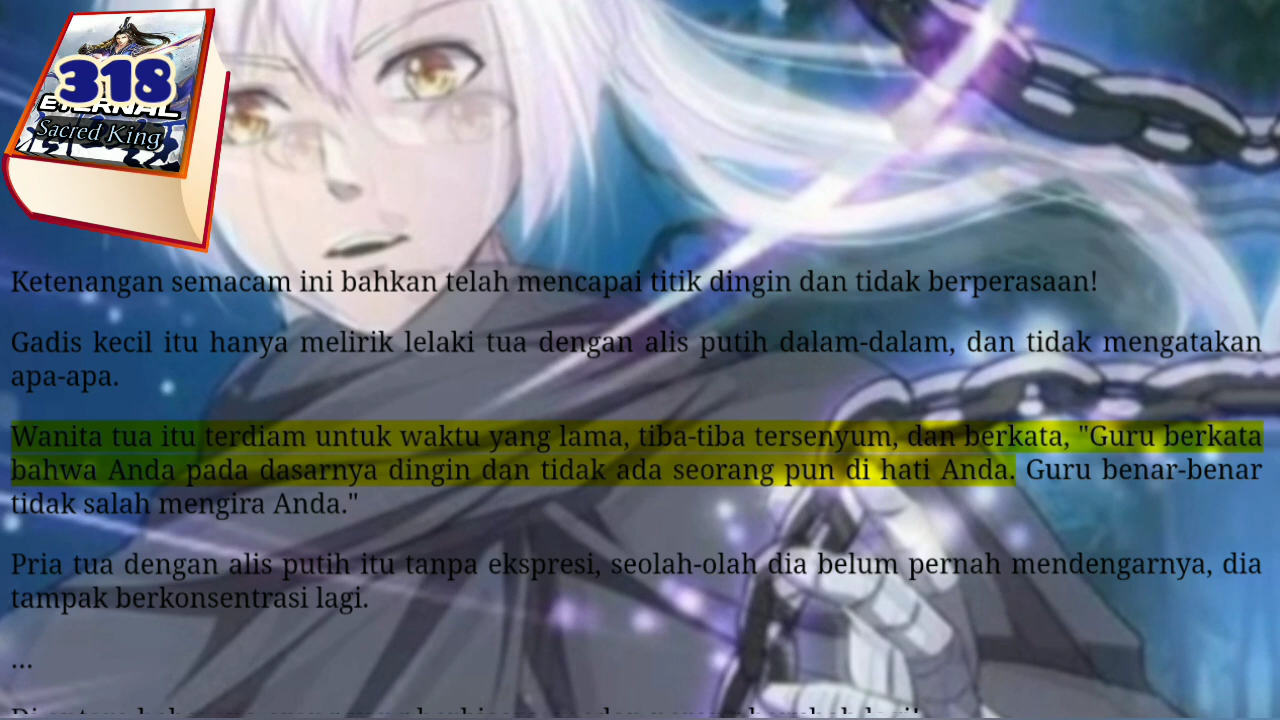 318
ETERNAL
Sacred King
Ketenangan semacam ini bahkan telah mencapai titik dingin dan tidak berperasaan!
Gadis kecil itu hanya melirik lelaki tua dengan alis putih dalam-dalam, dan tidak mengatakan
apa-apa.
Wanita tua itu terdiam untuk waktu yang lama, tiba-tiba tersenyum, dan berkata, "Guru berkata
bahwa Anda pada dasarnya dingin dan tidak ada seorang pun di hati Anda. Guru benar-benar
tidak salah mengira Anda."
Pria tua dengan alis putih itu tanpa ekspresi, seolah-olah dia belum pernah mendengarnya, dia
tampak berkonsentrasi lagi.
...